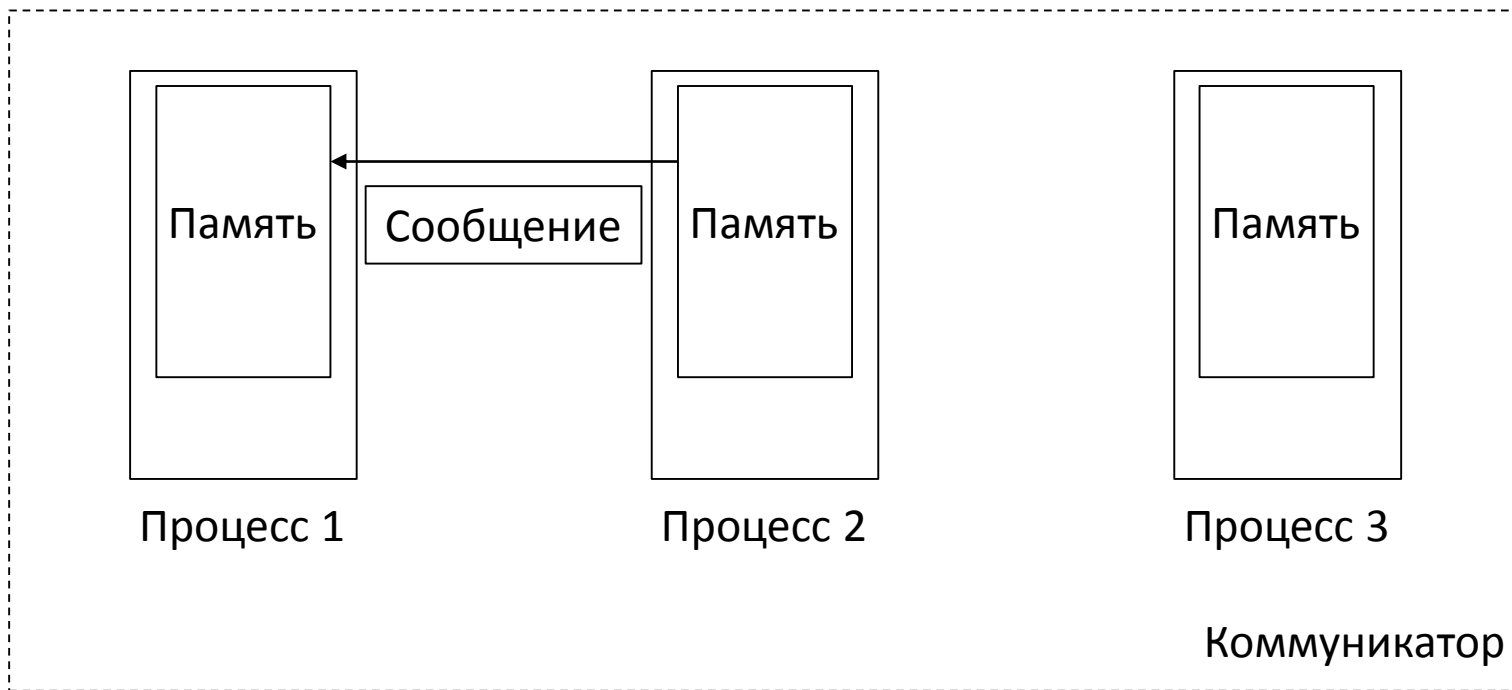 Память
Сообщение
Память
Память
Процесс 1
Процесс 2
Процесс 3
Коммуникатор